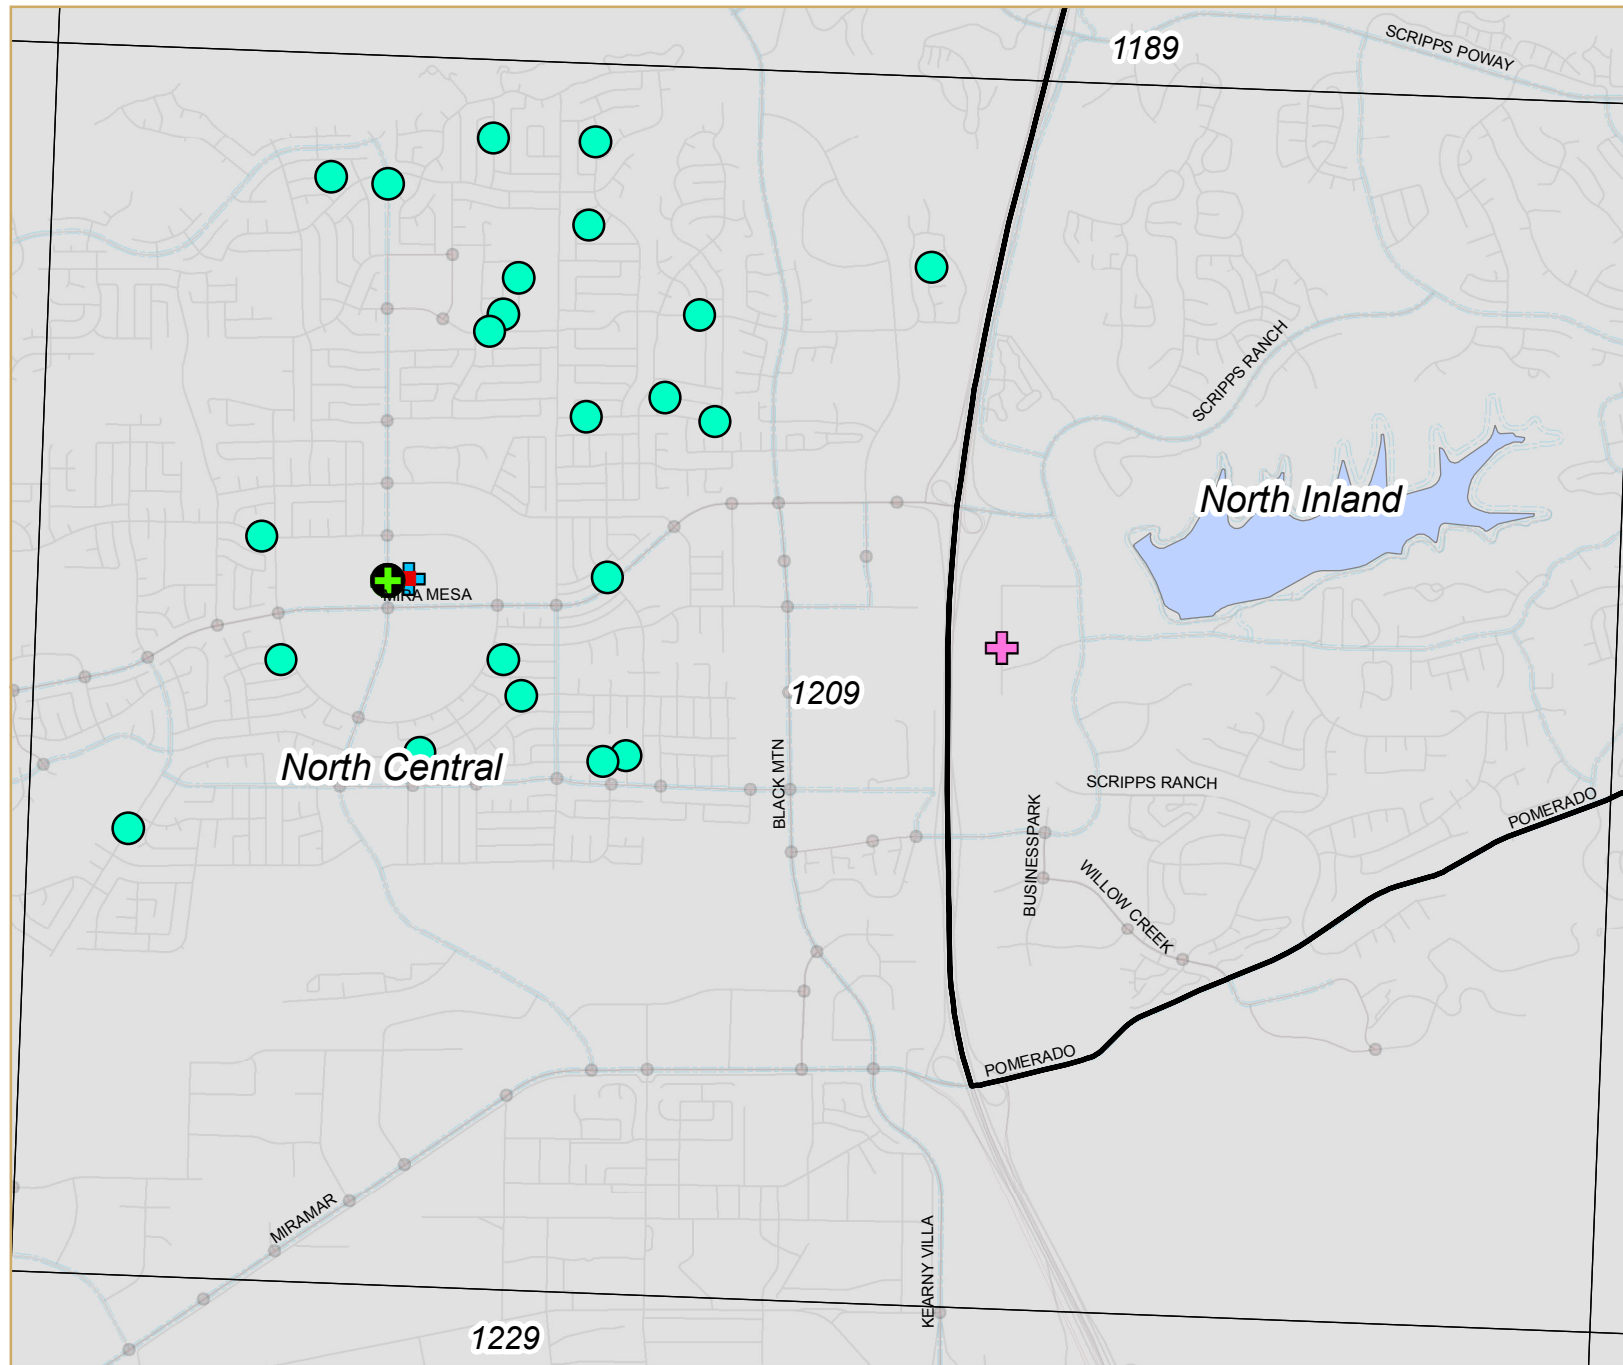 1189
SCRIPPS POWAY
SCRIPPS RANCH
North Inland
MIRA MESA
1209
North Central
BLACK MTN
SCRIPPS RANCH
BUSINESSPARK
POMERADO
WILLOW CREEK
POMERADO
MIRAMAR
KEARNY VILLA
1229